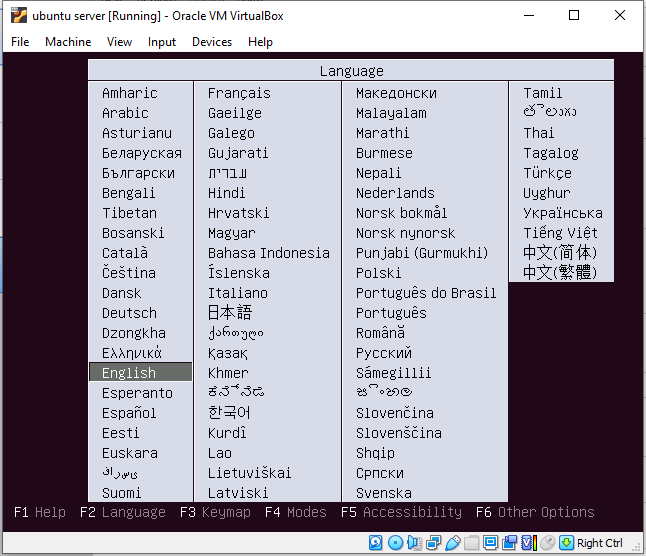 ubuntu server [Running] - Oracle VM VirtualBox
File Machine View Input Devices Help
Language
Amharic Français Македонски Tamil
Arabic Gaeilge Malayalam తెలుగు
Asturianu Galego Marathi Thai
Беларуская Gujarati Burmese Tagalog
Български עברית Nepali Türkçe
Bengali Hindi Nederlands Uyghur
Tibetan Hrvatski Norsk bokmål Українська
Bosanski Magyar Norsk nynorsk Tiếng Việt
Català Bahasa Indonesia Punjabi (Gurmukhi) 中文(简体)
Čeština Íslenska Polski 中文(繁體)
Dansk Italiano Português do Brasil
Deutsch 日本語 Português
Dzongkha ქართული Română
Ελληνικά Қазақ Русский
English Khmer Sámegillii
Esperanto ಕನ್ನಡ සිංහල
Español 한국어 Slovenčina
Eesti Kurdî Slovenščina
Euskara Lao Shqip
فارسی Lietuviškai Српски
Suomi Latviski Svenska
F1 Help F2 Language F3 Keymap F4 Modes F5 Accessibility F6 Other Options
Right Ctrl